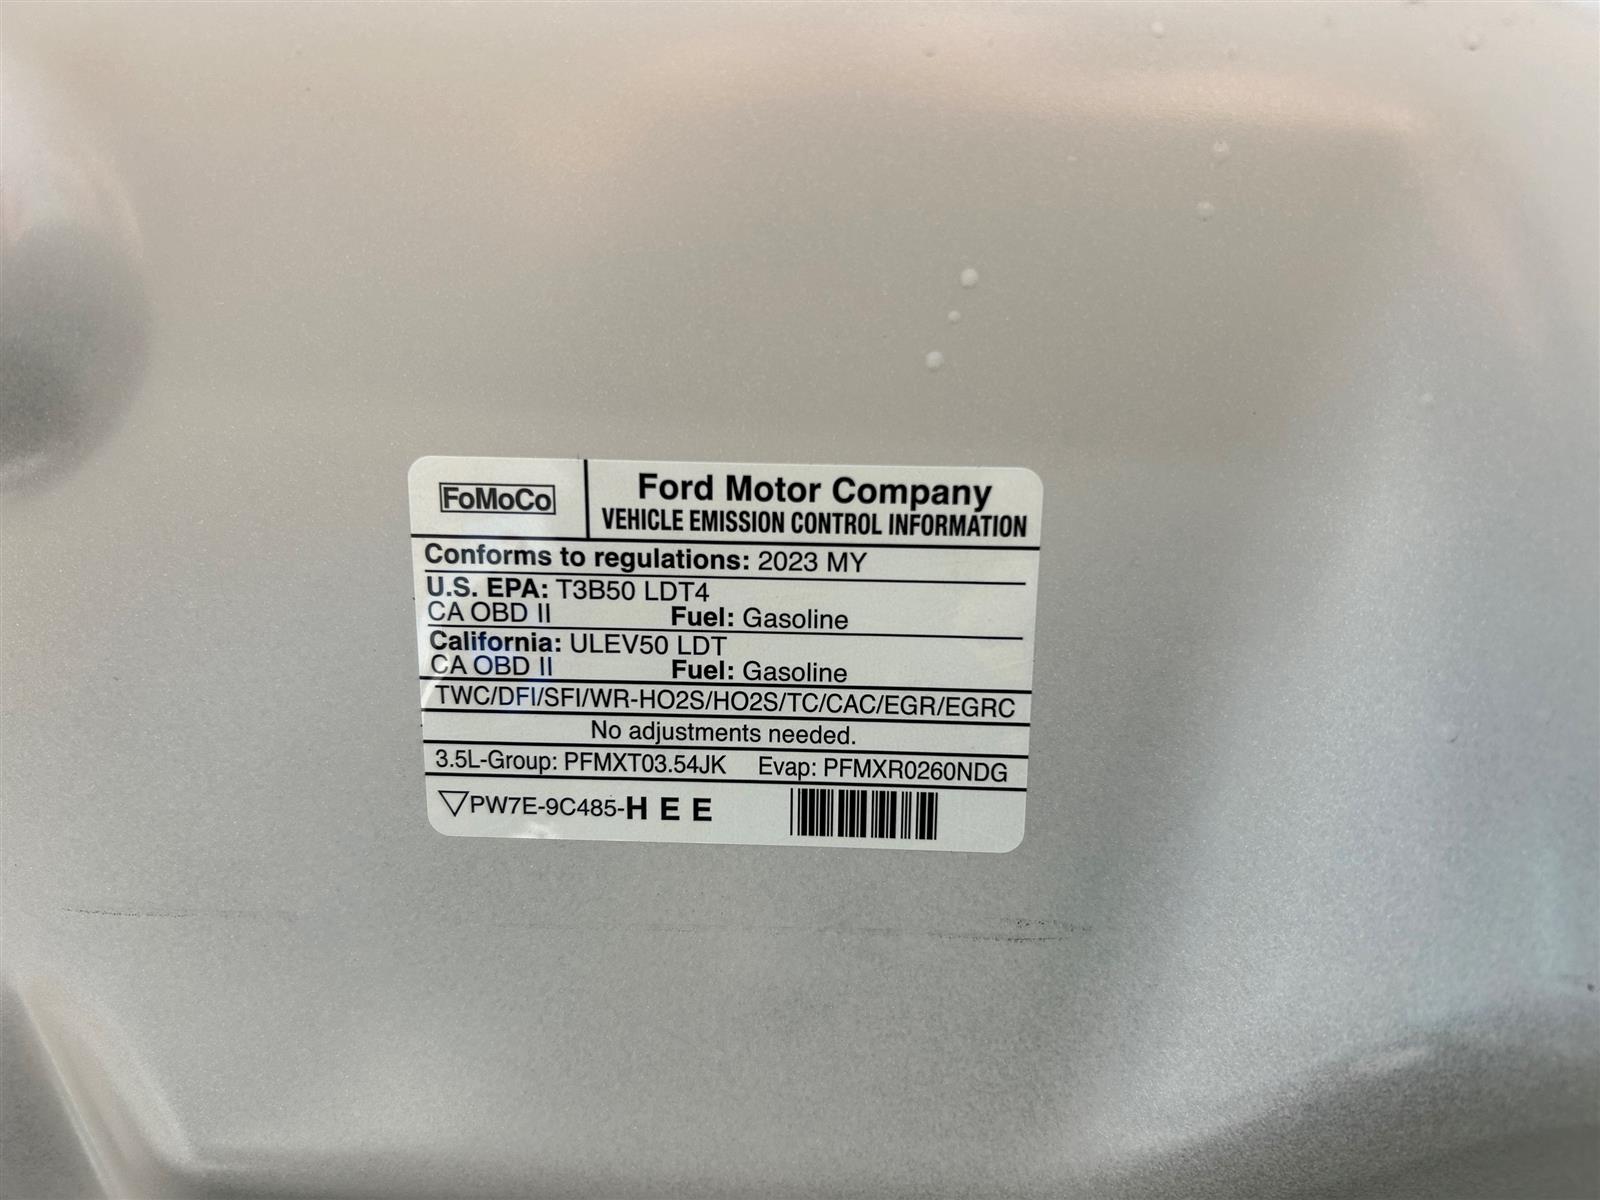 FoMoCo
Ford Motor Company
VEHICLE EMISSION CONTROL INFORMATION
Conforms to regulations: 2023 MY
U.S. EPA: T3B50 LDT4
CA OBD II Fuel: Gasoline
California: ULEV50 LDT
CA OBD II Fuel: Gasoline
TWC/DFI/SFI/WR-HO2S/HO2S/TC/CAC/EGR/EGRC
No adjustments needed.
3.5L-Group: PFMXT03.54JK Evap: PFMXR0260NDG
PW7E-9C485-HEE